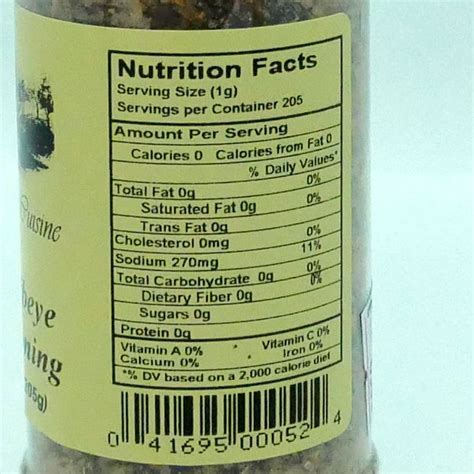 Nutrition Facts
Serving Size (1g)
Servings per Container 205
Amount Per Serving
Calories 0 Calories from Fat 0
% Daily Values*
Total Fat 0g 0%
Saturated Fat 0g 0%
Trans Fat 0g
Cholesterol 0mg 0%
Sodium 270mg 11%
Total Carbohydrate 0g 0%
Dietary Fiber 0g 0%
Sugars 0g
Protein 0g
Vitamin A 0% * Vitamin C 0%
Calcium 0% * Iron 0%
*% DV based on a 2,000 calorie diet
0 41695 00052 4
uisine
beye
ning
05g)